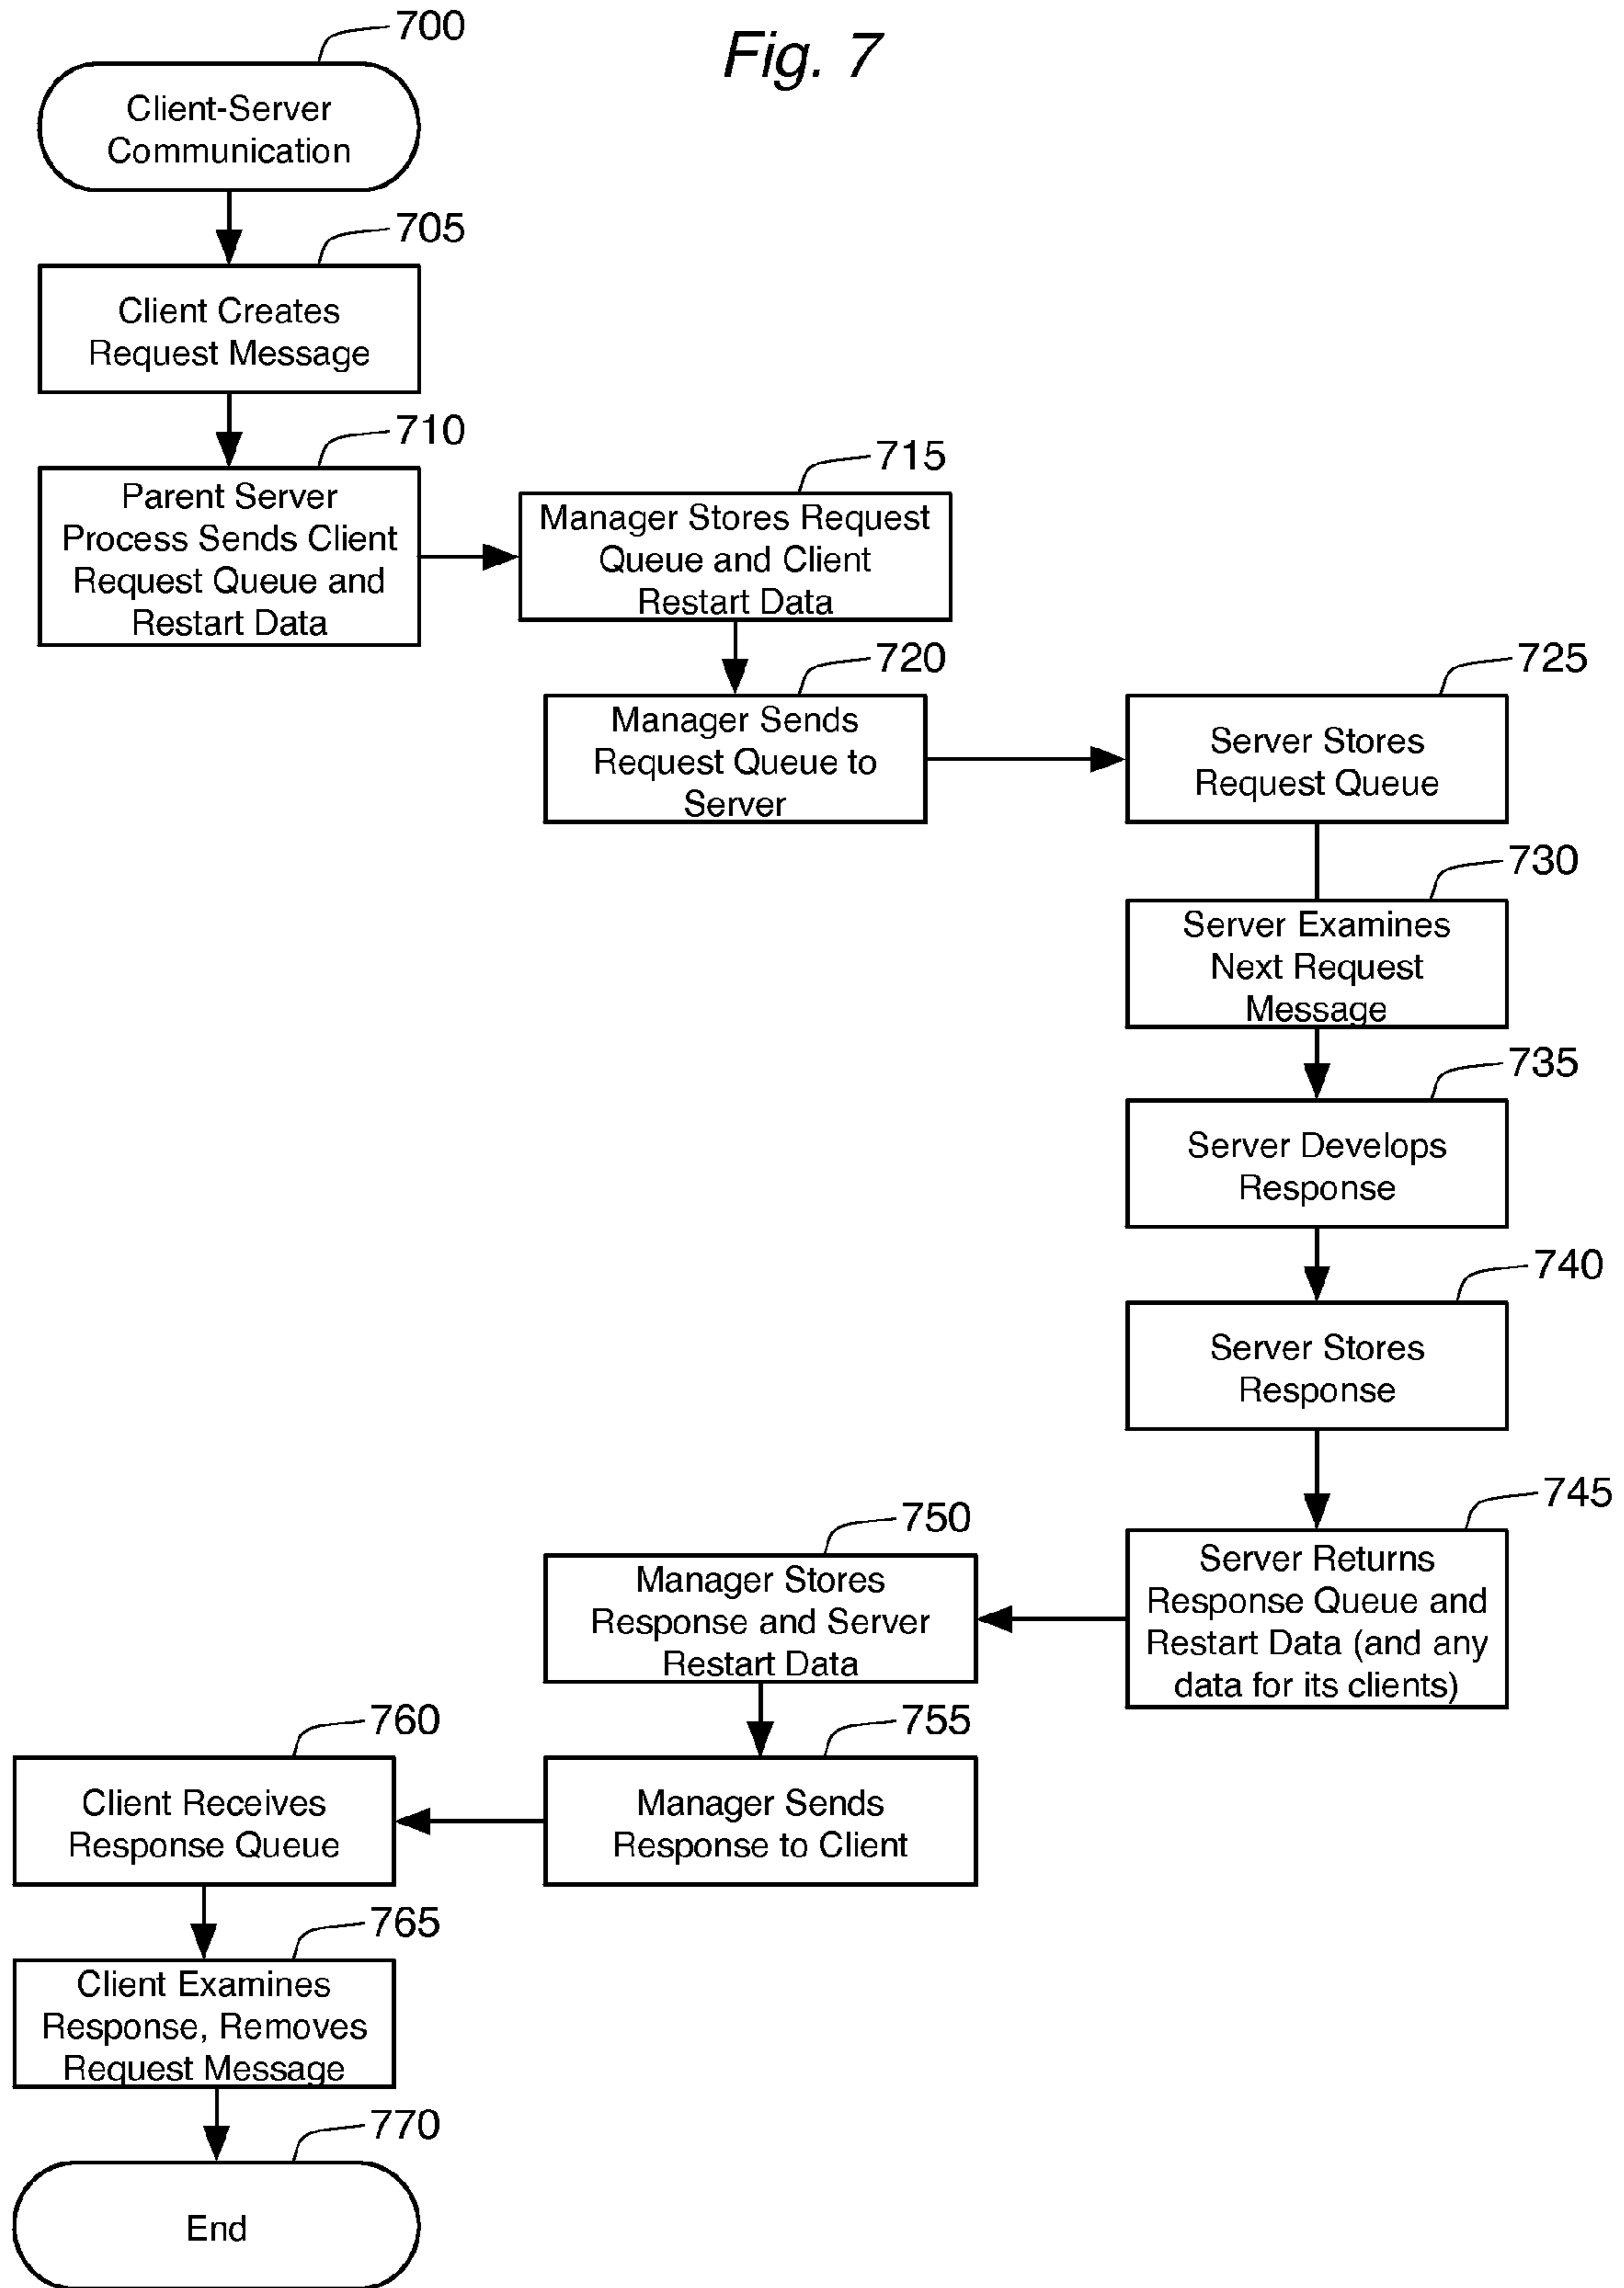 Fig. 7
700
Client-Server
Communication
705
Client Creates
Request Message
710
Parent Server
Process Sends Client
Request Queue and
Restart Data
715
Manager Stores Request
Queue and Client
Restart Data
720
Manager Sends
Request Queue to
Server
725
Server Stores
Request Queue
730
Server Examines
Next Request
Message
735
Server Develops
Response
740
Server Stores
Response
745
Server Returns
Response Queue and
Restart Data (and any
data for its clients)
750
Manager Stores
Response and Server
Restart Data
755
Manager Sends
Response to Client
760
Client Receives
Response Queue
765
Client Examines
Response, Removes
Request Message
770
End